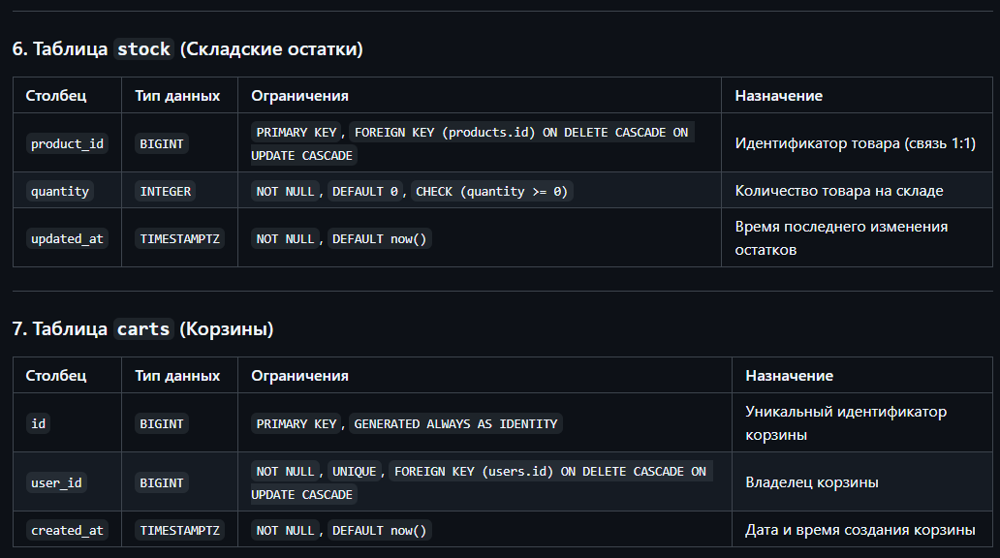 6. Таблица stock (Складские остатки)
Столбец Тип данных Ограничения Назначение
product_id BIGINT PRIMARY KEY, FOREIGN KEY (products.id) ON DELETE CASCADE ON
UPDATE CASCADE Идентификатор товара (связь 1:1)
quantity INTEGER NOT NULL, DEFAULT 0, CHECK (quantity >= 0) Количество товара на складе
updated_at TIMESTAMPTZ NOT NULL, DEFAULT now() Время последнего изменения
остатков
7. Таблица carts (Корзины)
Столбец Тип данных Ограничения Назначение
id BIGINT PRIMARY KEY, GENERATED ALWAYS AS IDENTITY Уникальный идентификатор
корзины
user_id BIGINT NOT NULL, UNIQUE, FOREIGN KEY (users.id) ON DELETE CASCADE ON
UPDATE CASCADE Владелец корзины
created_at TIMESTAMPTZ NOT NULL, DEFAULT now() Дата и время создания корзины